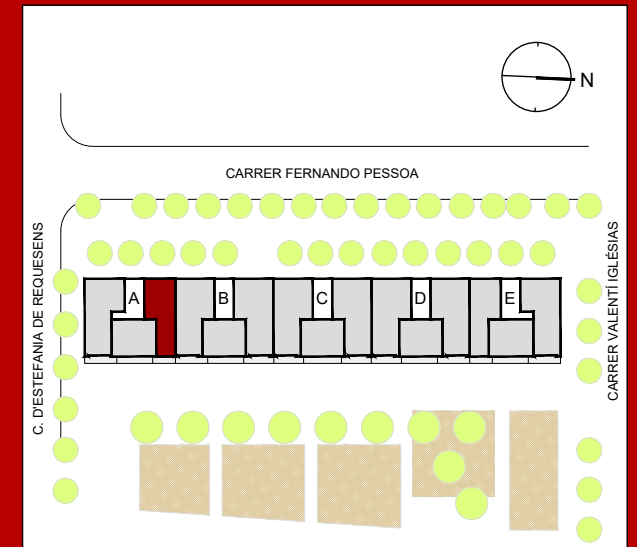 N
CARRER FERNANDO PESSOA
C. D'ESTEFANIA DE REQUESENS
A
B
C
D
E
CARRER VALENTÍ IGLÉSIAS